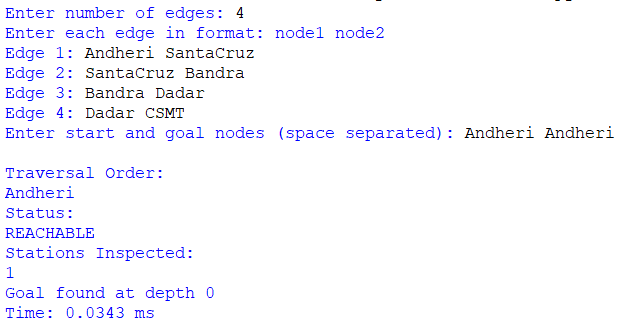 Enter number of edges: 4
Enter each edge in format: node1 node2
Edge 1: Andheri SantaCruz
Edge 2: SantaCruz Bandra
Edge 3: Bandra Dadar
Edge 4: Dadar CSMT
Enter start and goal nodes (space separated): Andheri Andheri
Traversal Order:
Andheri
Status:
REACHABLE
Stations Inspected:
1
Goal found at depth 0
Time: 0.0343 ms